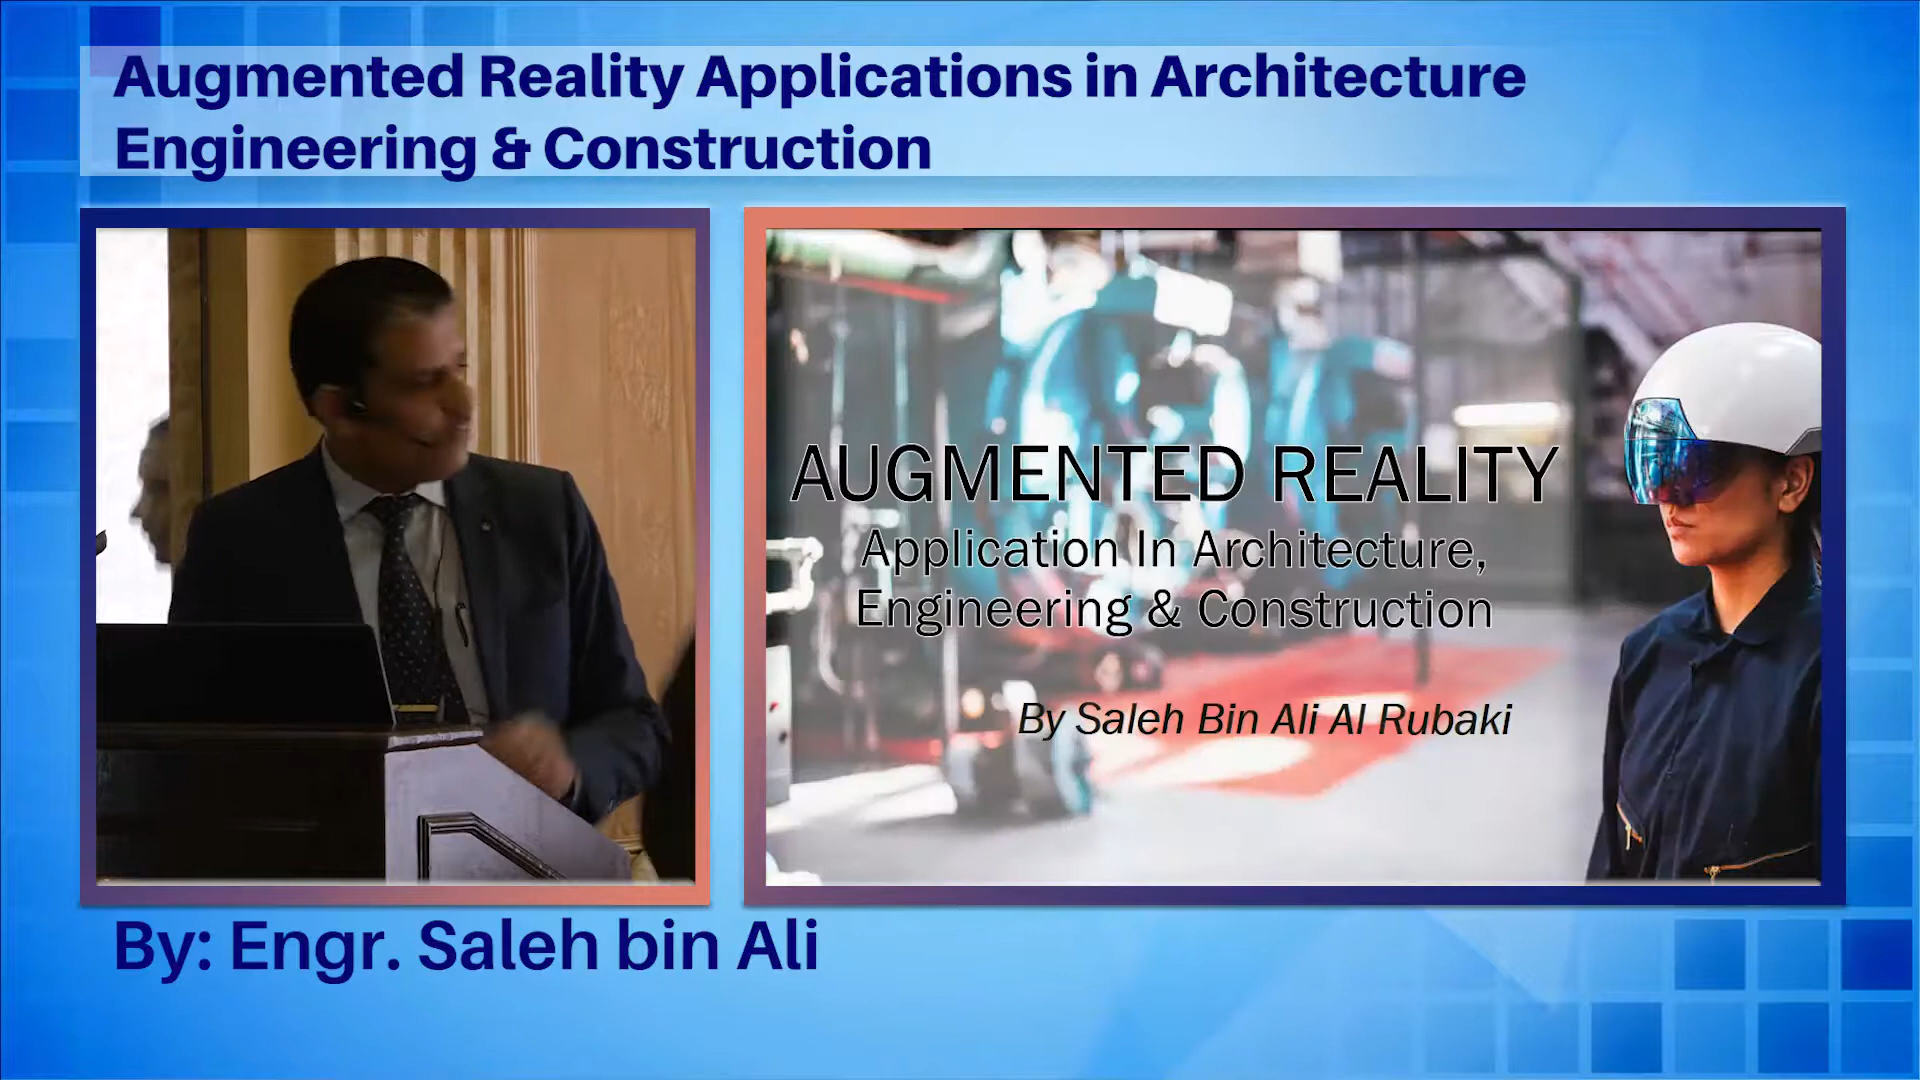 Augmented Reality Applications in Architecture
Engineering & Construction
AUGMENTED REALITY
Application In Architecture,
Engineering & Construction
By Saleh Bin Ali Al Rubaki
By: Engr. Saleh bin Ali